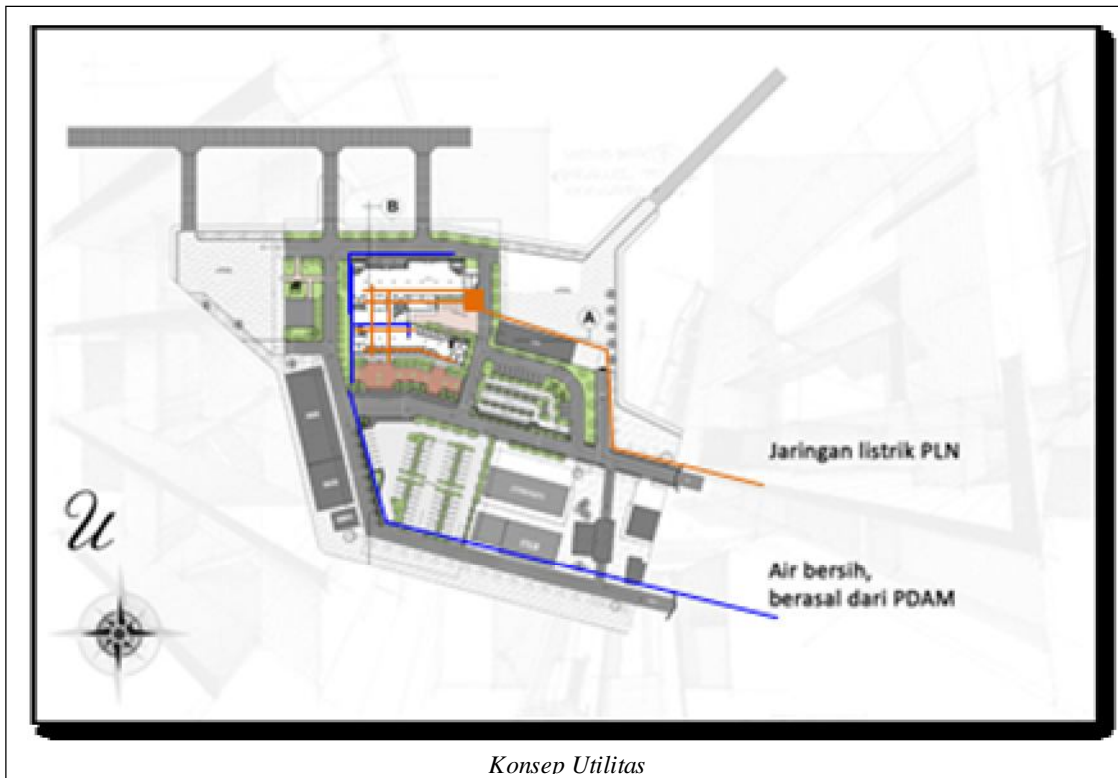 B
A
Jaringan listrik PLN
U
Air bersih,
berasal dari PDAM
Konsep Utilitas